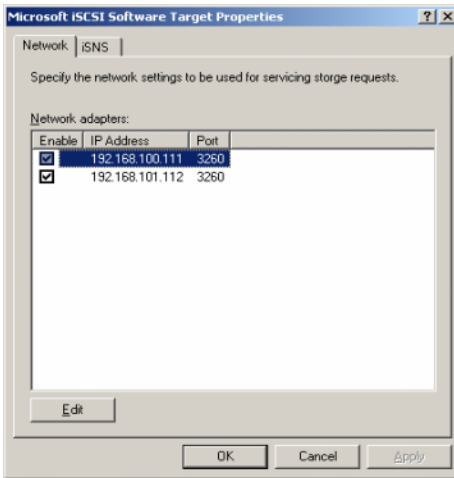 Microsoft iSCSI Software Target Properties
Network iSNS
Specify the network settings to be used for servicing storge requests.
Network adapters:
Enable IP Address Port
192.168.100.111 3260
192.168.101.112 3260
Edit
OK Cancel Apply